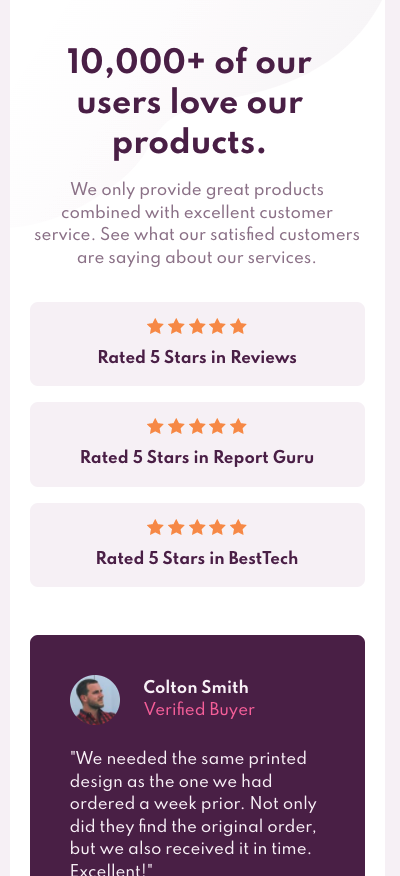 10,000+ of our
users love our
products.
We only provide great products
combined with excellent customer
service. See what our satisfied customers
are saying about our services.
Rated 5 Stars in Reviews
Rated 5 Stars in Report Guru
Rated 5 Stars in BestTech
Colton Smith
Verified Buyer
"We needed the same printed
design as the one we had
ordered a week prior. Not only
did they find the original order,
but we also received it in time.
Excellent!"